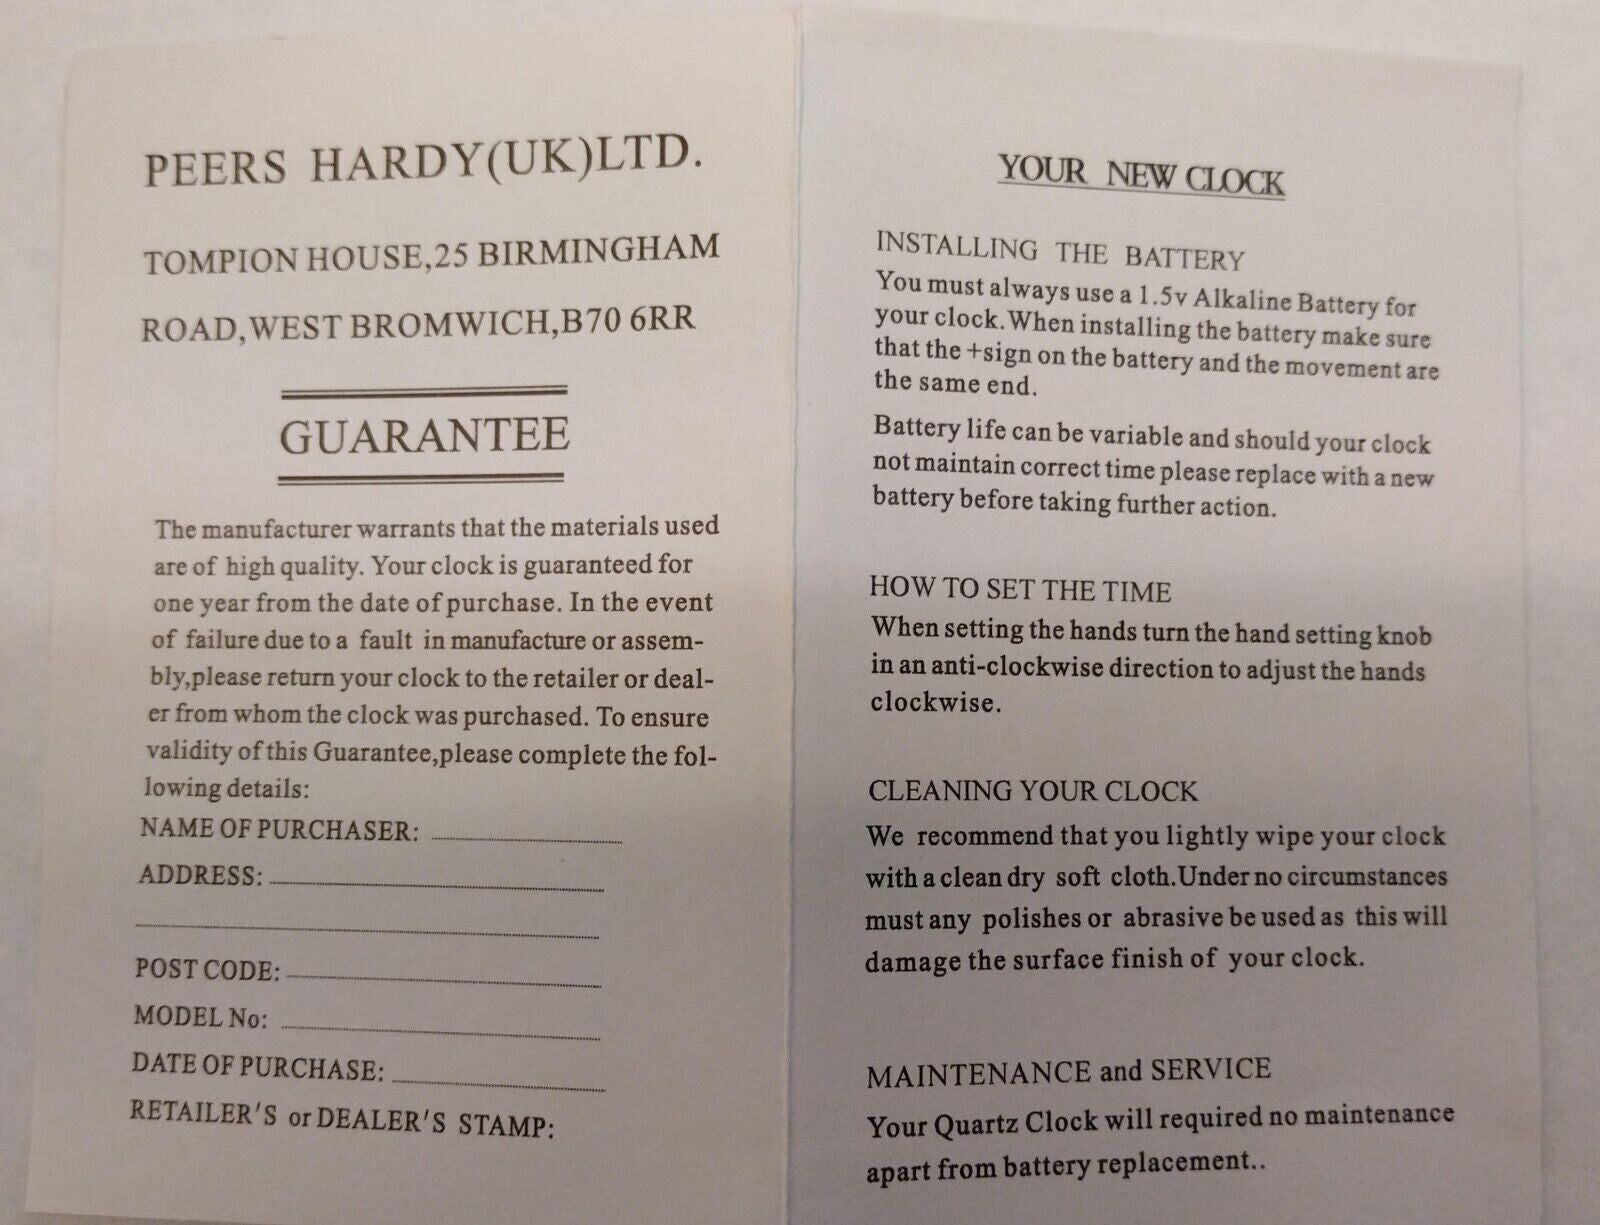 PEERS HARDY(UK)LTD.
TOMPION HOUSE,25 BIRMINGHAM
ROAD,WEST BROMWICH,B70 6RR
GUARANTEE
The manufacturer warrants that the materials used
are of high quality. Your clock is guaranteed for
one year from the date of purchase. In the event
of failure due to a fault in manufacture or assem-
bly,please return your clock to the retailer or deal-
er from whom the clock was purchased. To ensure
validity of this Guarantee,please complete the fol-
lowing details:
NAME OF PURCHASER:
ADDRESS:
POST CODE:
MODEL No:
DATE OF PURCHASE:
RETAILER'S or DEALER'S STAMP:
YOUR NEW CLOCK
INSTALLING THE BATTERY
You must always use a 1.5v Alkaline Battery for
your clock.When installing the battery make sure
that the +sign on the battery and the movement are
the same end.
Battery life can be variable and should your clock
not maintain correct time please replace with a new
battery before taking further action.
HOW TO SET THE TIME
When setting the hands turn the hand setting knob
in an anti-clockwise direction to adjust the hands
clockwise.
CLEANING YOUR CLOCK
We recommend that you lightly wipe your clock
with a clean dry soft cloth.Under no circumstances
must any polishes or abrasive be used as this will
damage the surface finish of your clock.
MAINTENANCE and SERVICE
Your Quartz Clock will required no maintenance
apart from battery replacement..